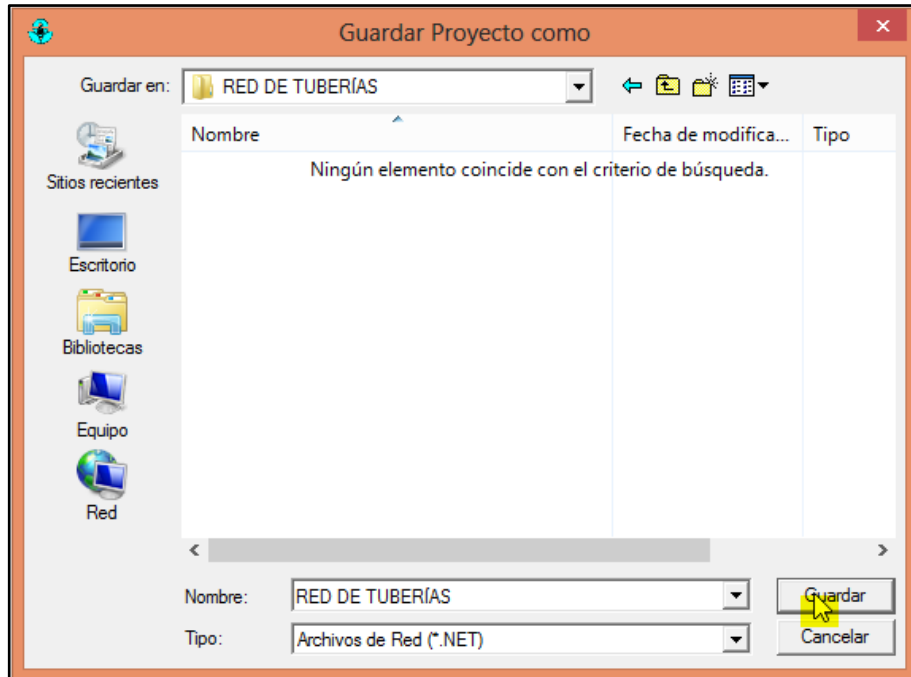 Guardar Proyecto como
Guardar en: RED DE TUBERÍAS
Nombre Fecha de modifica... Tipo
Ningún elemento coincide con el criterio de búsqueda.
Sitios recientes
Escritorio
Bibliotecas
Equipo
Red
Nombre: RED DE TUBERÍAS Guardar
Tipo: Archivos de Red (*.NET) Cancelar